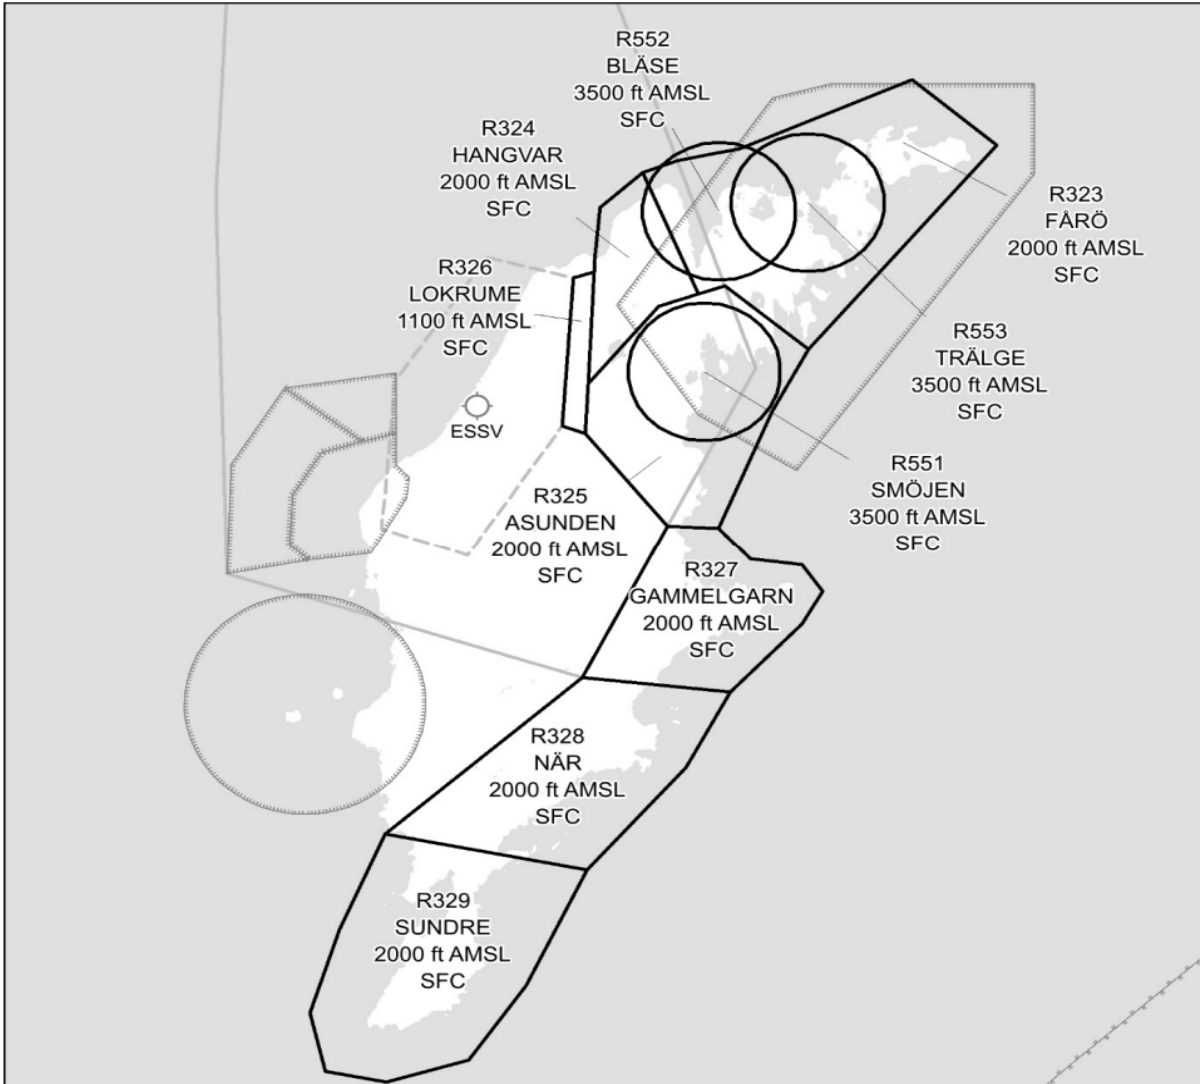 R552
BLÄSE
3500 ft AMSL
SFC
R324
HANGVAR
2000 ft AMSL
SFC
R323
FÅRÖ
2000 ft AMSL
SFC
R326
LOKRUME
1100 ft AMSL
SFC
R553
TRÄLGE
3500 ft AMSL
SFC
ESSV
R551
SMÖJEN
3500 ft AMSL
SFC
R325
ASUNDEN
2000 ft AMSL
SFC
R327
GAMMELGARN
2000 ft AMSL
SFC
R328
NÄR
2000 ft AMSL
SFC
R329
SUNDRE
2000 ft AMSL
SFC